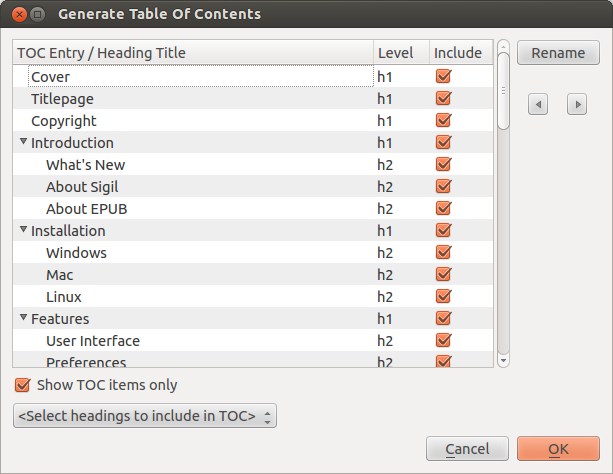 Generate Table Of Contents
TOC Entry / Heading Title Level Include
Rename
Cover h1
Titlepage h1
Copyright h1
Introduction h1
What's New h2
About Sigil h2
About EPUB h2
Installation h1
Windows h2
Mac h2
Linux h2
Features h1
User Interface h2
Preferences h2
Show TOC items only
<Select headings to include in TOC>
Cancel OK